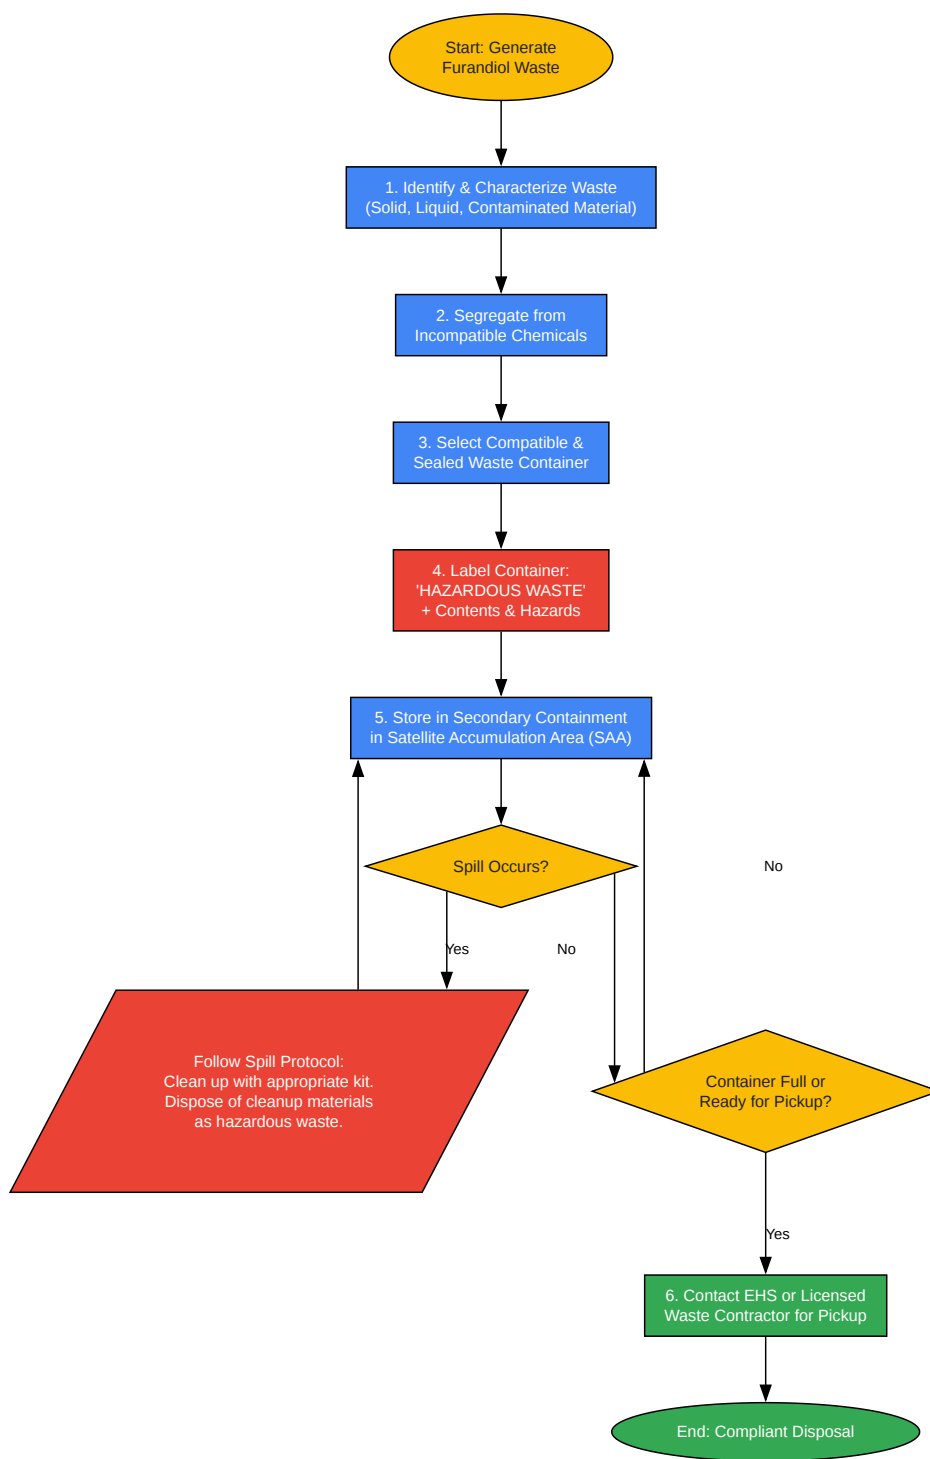 Start: Generate
Furandiol Waste
1. Identify & Characterize Waste
(Solid, Liquid, Contaminated Material)
2. Segregate from
Incompatible Chemicals
3. Select Compatible &
Sealed Waste Container
4. Label Container:
'HAZARDOUS WASTE'
+ Contents & Hazards
5. Store in Secondary Containment
in Satellite Accumulation Area (SAA)
Spill Occurs?
No
Yes
No
Follow Spill Protocol:
Clean up with appropriate kit.
Dispose of cleanup materials
as hazardous waste.
Container Full or
Ready for Pickup?
Yes
6. Contact EHS or Licensed
Waste Contractor for Pickup
End: Compliant Disposal